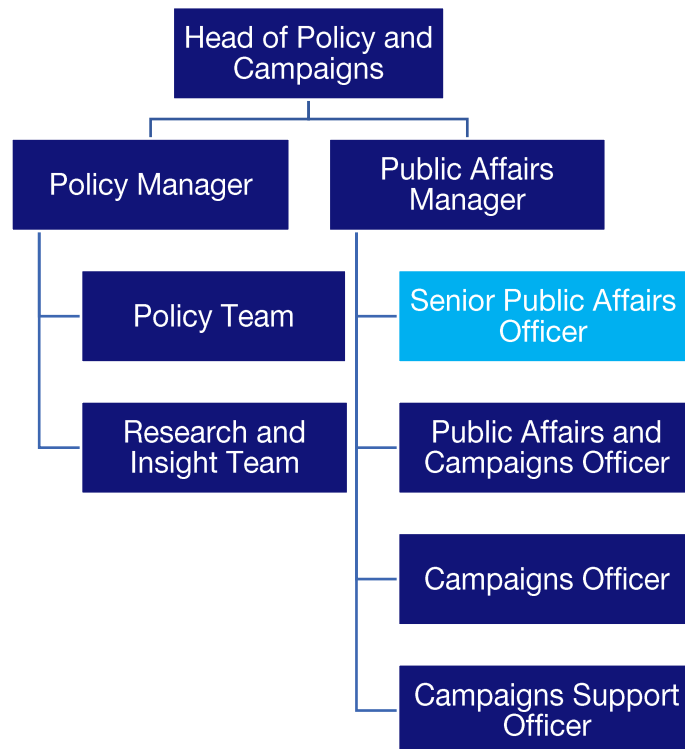 Head of Policy and
Campaigns
Policy Manager
Public Affairs
Manager
Policy Team
Research and
Insight Team
Senior Public Affairs
Officer
Public Affairs and
Campaigns Officer
Campaigns Officer
Campaigns Support
Officer